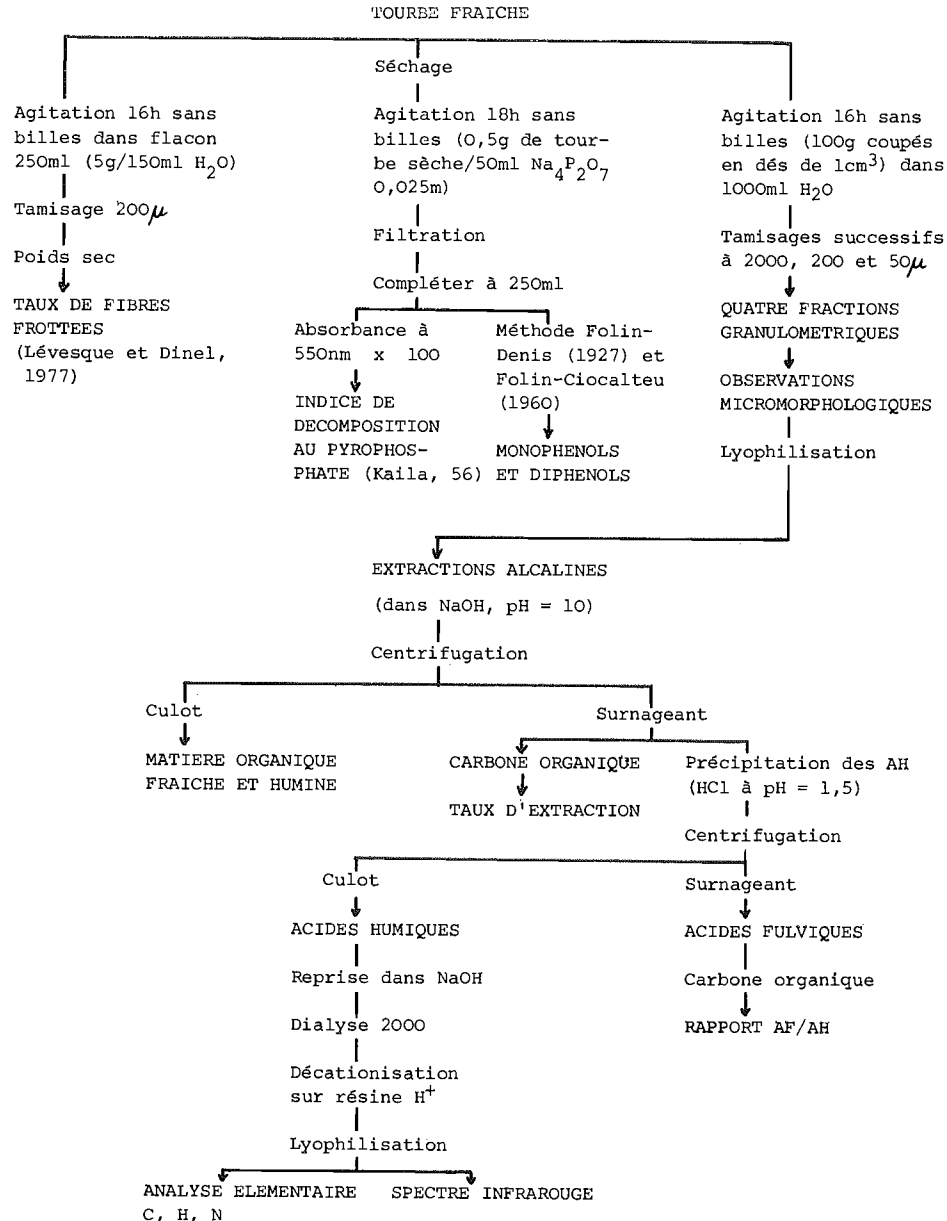 TOURBE FRAICHE
Agitation 16h sans
billes dans flacon
250ml (5g/150ml H2O)
Tamisage 200μ
Poids sec
TAUX DE FIBRES
FROTTEES
(Lévesque et Dinel,
1977)
Séchage
Agitation 18h sans
billes (0,5g de tour-
be sèche/50ml Na4P2O7
0,025m)
Filtration
Compléter à 250ml
Absorbance à
550nm x 100
INDICE DE
DECOMPOSITION
AU PYROPHOS-
PHATE (Kaila, 56)
Méthode Folin-
Denis (1927) et
Folin-Ciocalteu
(1960)
MONOPHENOLS
ET DIPHENOLS
Agitation 16h sans
billes (100g coupés
en dés de 1cm3) dans
1000ml H2O
Tamisages successifs
à 2000, 200 et 50μ
QUATRE FRACTIONS
GRANULOMETRIQUES
OBSERVATIONS
MICROMORPHOLOGIQUES
Lyophilisation
EXTRACTIONS ALCALINES
(dans NaOH, pH = 10)
Centrifugation
Culot
MATIERE ORGANIQUE
FRAICHE ET HUMINE
Surnageant
CARBONE ORGANIQUE
TAUX D'EXTRACTION
Précipitation des AH
(HCl à pH = 1,5)
Centrifugation
Culot
ACIDES HUMIQUES
Reprise dans NaOH
Dialyse 2000
Décationisation
sur résine H+
Lyophilisation
ANALYSE ELEMENTAIRE
C, H, N
SPECTRE INFRAROUGE
Surnageant
ACIDES FULVIQUES
Carbone organique
RAPPORT AF/AH